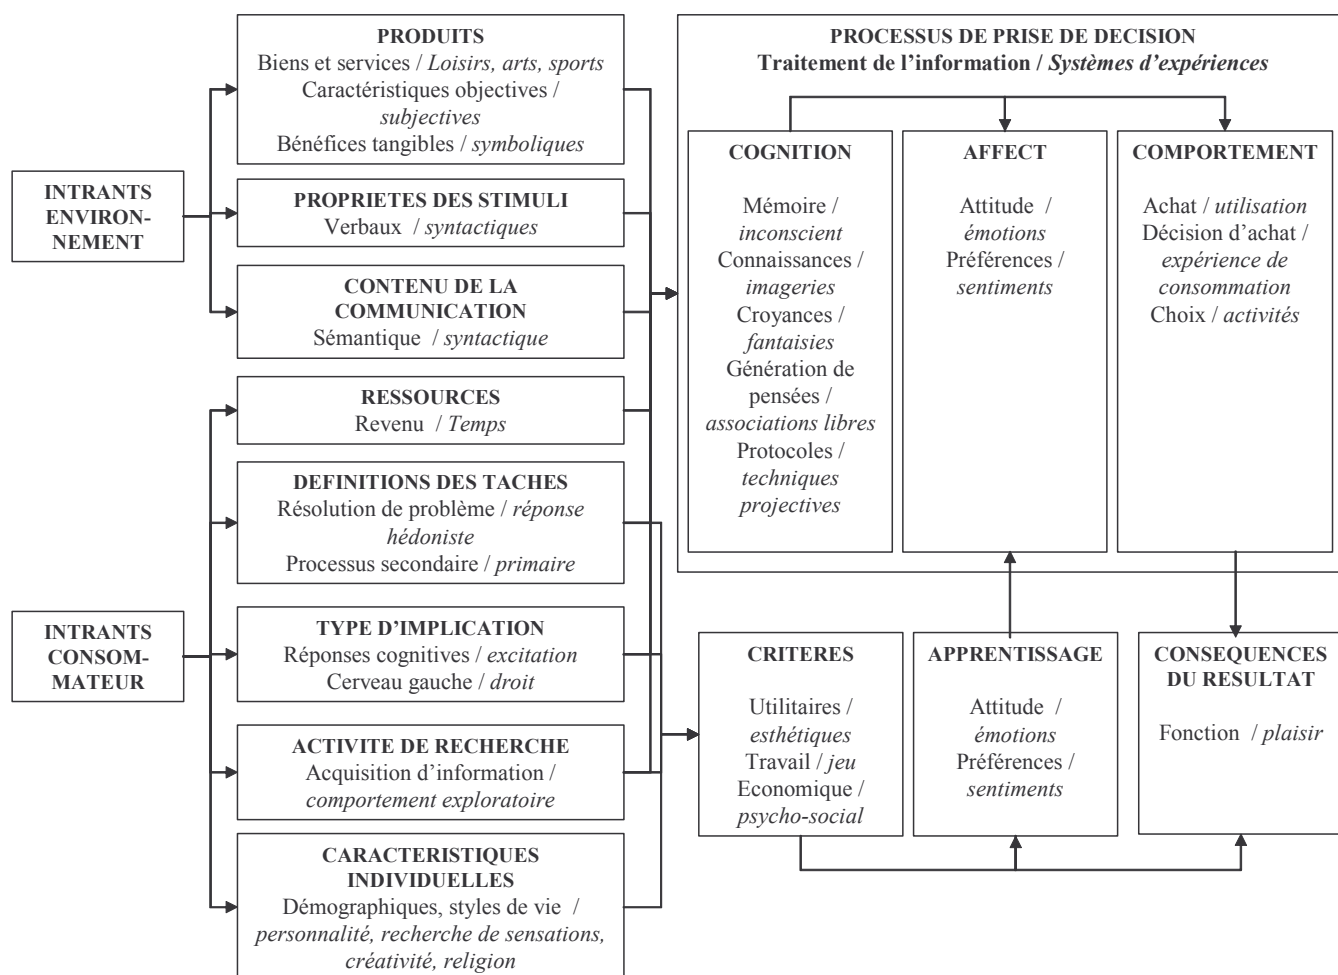 PRODUITS
Biens et services / Loisirs, arts, sports
Caractéristiques objectives /
subjectives
Bénéfices tangibles / symboliques
INTRANTS
ENVIRON-
NEMENT
PROPRIETES DES STIMULI
Verbaux / syntactiques
CONTENU DE LA
COMMUNICATION
Sémantique / syntactique
RESSOURCES
Revenu / Temps
DEFINITIONS DES TACHES
Résolution de problème / réponse
hédoniste
Processus secondaire / primaire
INTRANTS
CONSOM-
MATEUR
TYPE D'IMPLICATION
Réponses cognitives / excitation
Cerveau gauche / droit
ACTIVITE DE RECHERCHE
Acquisition d'information /
comportement exploratoire
CARACTERISTIQUES
INDIVIDUELLES
Démographiques, styles de vie /
personnalité, recherche de sensations,
créativité, religion
PROCESSUS DE PRISE DE DECISION
Traitement de l'information / Systèmes d'expériences
COGNITION
Mémoire /
inconscient
Connaissances /
imageries
Croyances /
fantaisies
Génération de
pensées /
associations libres
Protocoles /
techniques
projectives
AFFECT
Attitude /
émotions
Préférences /
sentiments
COMPORTEMENT
Achat / utilisation
Décision d'achat /
expérience de
consommation
Choix / activités
CRITERES
Utilitaires /
esthétiques
Travail / jeu
Economique /
psycho-social
APPRENTISSAGE
Attitude /
émotions
Préférences /
sentiments
CONSEQUENCES
DU RESULTAT
Fonction / plaisir